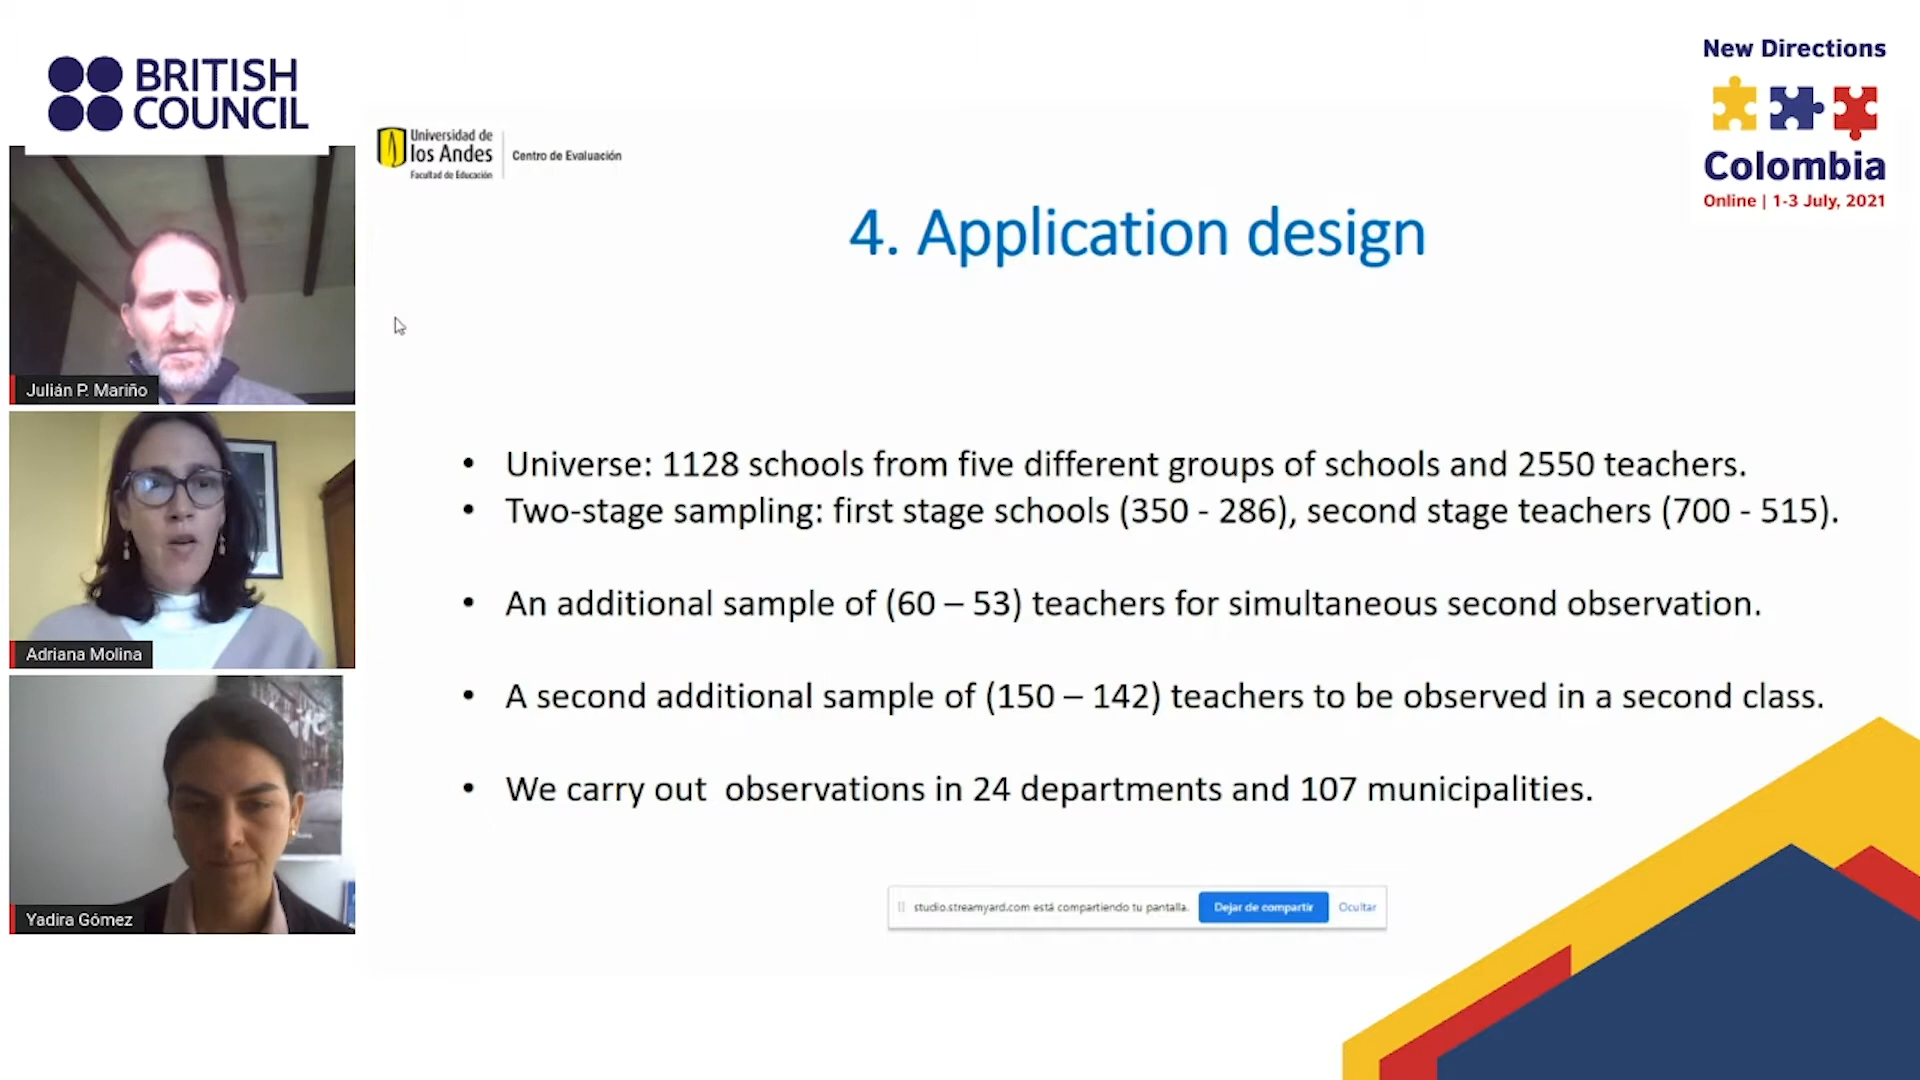 BRITISH
COUNCIL
New Directions
Colombia
Online | 1-3 July, 2021
Universidad de
los Andes
Facultad de Educación
Centro de Evaluación
4. Application design
• Universe: 1128 schools from five different groups of schools and 2550 teachers.
• Two-stage sampling: first stage schools (350 - 286), second stage teachers (700 - 515).
• An additional sample of (60 – 53) teachers for simultaneous second observation.
• A second additional sample of (150 – 142) teachers to be observed in a second class.
• We carry out  observations in 24 departments and 107 municipalities.
Julián P. Mariño
Adriana Molina
Yadira Gómez
studio.streamyard.com está compartiendo tu pantalla.
Dejar de compartir
Ocultar